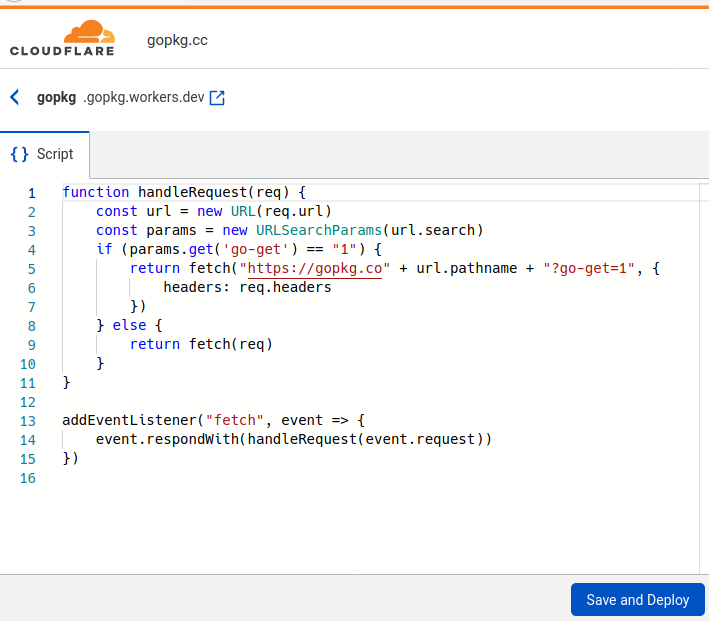 CLOUDFLARE
gopkg.cc
gopkg .gopkg.workers.dev
{} Script
1 function handleRequest(req) {
2 const url = new URL(req.url)
3 const params = new URLSearchParams(url.search)
4 if (params.get('go-get') == "1") {
5 return fetch("https://gopkg.co" + url.pathname + "?go-get=1", {
6 headers: req.headers
7 })
8 } else {
9 return fetch(req)
10 }
11 }
12
13 addEventListener("fetch", event => {
14 event.respondWith(handleRequest(event.request))
15 })
16
Save and Deploy